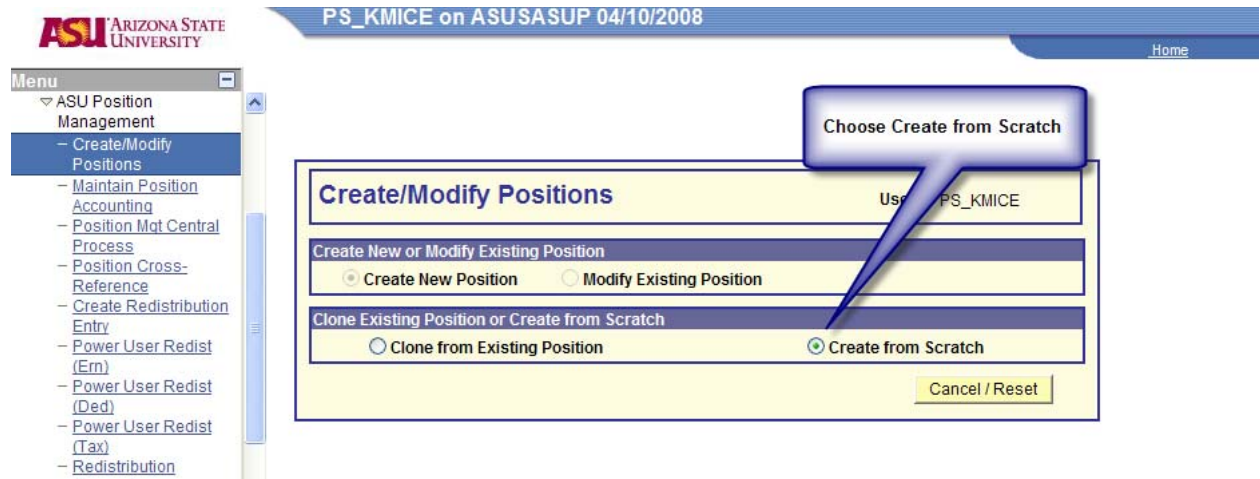 ASU ARIZONA STATE
UNIVERSITY
PS_KMICE on ASUSASUP 04/10/2008
Home
Menu
ASU Position
Management
Create/Modify
Positions
Maintain Position
Accounting
Position Mgt Central
Process
Position Cross-
Reference
Create Redistribution
Entry
Power User Redist
(Ern)
Power User Redist
(Ded)
Power User Redist
(Tax)
Redistribution
Choose Create from Scratch
Create/Modify Positions
PS_KMICE
Create New or Modify Existing Position
Create New Position Modify Existing Position
Clone Existing Position or Create from Scratch
Clone from Existing Position Create from Scratch
Cancel / Reset